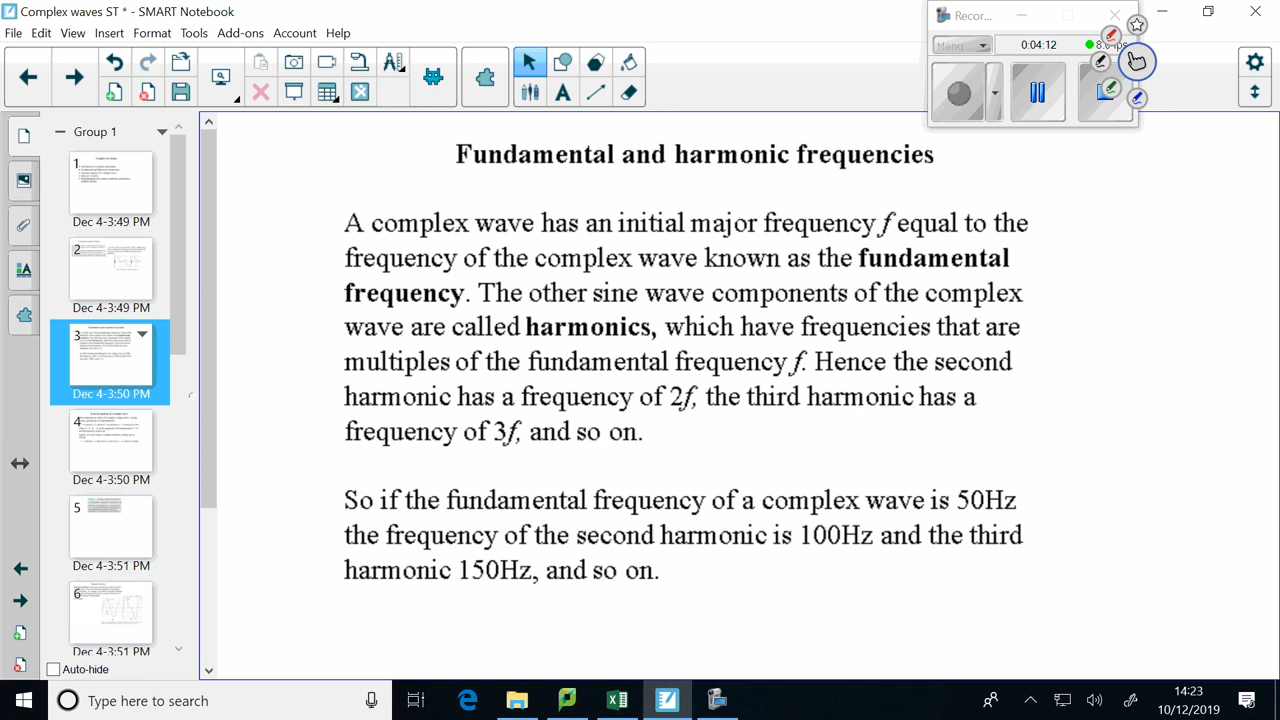 Complex waves ST * - SMART Notebook
Recor...
File Edit View Insert Format Tools Add-ons Account Help
Menu
0:04:12
Group 1
1
Dec 4-3:49 PM
2
Dec 4-3:49 PM
3
Dec 4-3:50 PM
4
Dec 4-3:50 PM
5
Dec 4-3:51 PM
6
Dec 4-3:51 PM
Auto-hide
Fundamental and harmonic frequencies
A complex wave has an initial major frequency f equal to the
frequency of the complex wave known as the fundamental
frequency. The other sine wave components of the complex
wave are called harmonics, which have frequencies that are
multiples of the fundamental frequency f. Hence the second
harmonic has a frequency of 2f, the third harmonic has a
frequency of 3f, and so on.
So if the fundamental frequency of a complex wave is 50Hz
the frequency of the second harmonic is 100Hz and the third
harmonic 150Hz, and so on.
Type here to search
14:23
10/12/2019